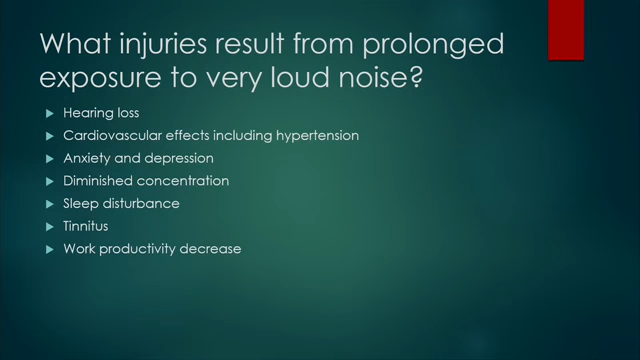 What injuries result from prolonged
exposure to very loud noise?
Hearing loss
Cardiovascular effects including hypertension
Anxiety and depression
Diminished concentration
Sleep disturbance
Tinnitus
Work productivity decrease